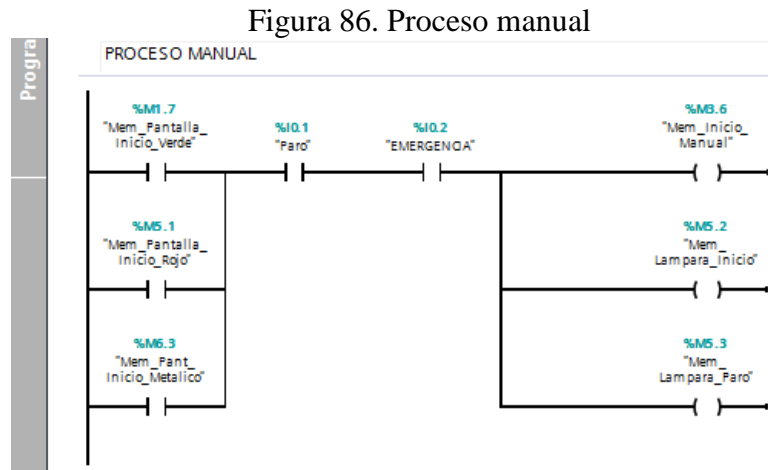 Figura 86. Proceso manual
Progra
PROCESO MANUAL
%M1.7
"Mem_Pantalla_
Inicio_Verde"
%I0.1
"Paro"
%I0.2
"EMERGENCIA"
%M3.6
"Mem_Inicio_
Manual"
%M5.1
"Mem_Pantalla_
Inicio_Rojo"
%M5.2
"Mem_
Lampara_Inicio"
%M6.3
"Mem_Pant_
Inicio_Metalico"
%M5.3
"Mem_
Lampara_Paro"